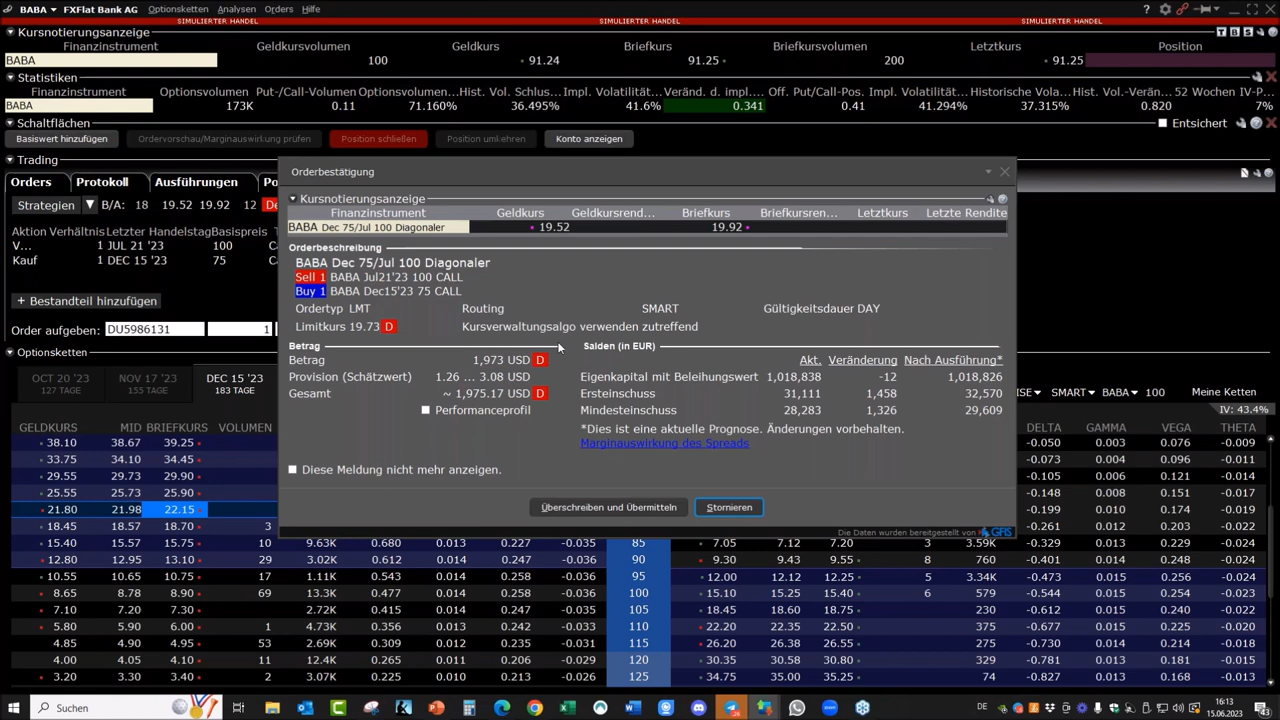 BABA FXFlat Bank AG Optionsketten Analysen Orders Hilfe
SIMULIERTER HANDEL SIMULIERTER HANDEL SIMULIERTER HANDEL
Kursnotierungsanzeige
Finanzinstrument Geldkursvolumen Geldkurs Briefkurs Briefkursvolumen Letztkurs Position
BABA 100 91.24 91.25 200 91.25
Statistiken
Finanzinstrument Optionsvolumen Put-/Call-Volumen Optionsvolumen... Hist. Vol. Schlus... Impl. Volatilität... Veränd. d. impl.... Off. Put/Call-Pos. Impl. Volatilität... Historische Vola... Hist. Vol.-Verän... 52 Wochen IV-P...
BABA 173K 0.11 71.160% 36.495% 41.6% 0.341 0.41 41.294% 37.315% 0.820 7%
Schaltflächen
Basiswert hinzufügen Ordervorschau/Marginauswirkung prüfen Position schließen Position umkehren Konto anzeigen Entsichert
Trading
Orders Protokoll Ausführungen Po
Strategien B/A: 18 19.52 19.92 12 De
Aktion Verhältnis Letzter Handelstag Basispreis
V... 1 JUL 21 '23 100 Ca
Kauf 1 DEC 15 '23 75 Ca
+ Bestandteil hinzufügen
Order aufgeben: DU5986131 1
Optionsketten
OCT 20 '23 NOV 17 '23 DEC 15 '23
127 TAGE 155 TAGE 183 TAGE
Orderbestätigung
Kursnotierungsanzeige
Finanzinstrument Geldkurs Geldkursrend... Briefkurs Briefkursren... Letztkurs Letzte Rendite
BABA Dec 75/Jul 100 Diagonaler 19.52 19.92
Orderbeschreibung
BABA Dec 75/Jul 100 Diagonaler
Sell 1 BABA Jul21'23 100 CALL
Buy 1 BABA Dec15'23 75 CALL
Ordertyp LMT Routing SMART Gültigkeitsdauer DAY
Limitkurs 19.73 D Kursverwaltungsalgo verwenden zutreffend
Betrag Salden (in EUR)
Betrag 1,973 USD D Akt. Veränderung Nach Ausführung*
Provision (Schätzwert) 1.26 ... 3.08 USD Eigenkapital mit Beleihungswert 1,018,838 -12 1,018,826
Gesamt ~ 1,975.17 USD D Ersteinschuss 31,111 1,458 32,570
Performanceprofil Mindesteinschuss 28,283 1,326 29,609
*Dies ist eine aktuelle Prognose. Änderungen vorbehalten.
Marginauswirkung des Spreads
Diese Meldung nicht mehr anzeigen.
Überschreiben und Übermitteln Stornieren
Die Daten wurden bereitgestellt von GFIS
ISE SMART BABA 100 Meine Ketten
IV: 43.4%
GELDKURS MID BRIEFKURS VOLUMEN DELTA GAMMA VEGA THETA
38.10 38.67 39.25 -0.050 0.003 0.076 -0.009
33.75 34.10 34.45 -0.073 0.004 0.096 -0.012
29.55 29.73 29.90 -0.105 0.006 0.125 -0.016
25.55 25.73 25.90 -0.148 0.008 0.151 -0.019
21.80 21.98 22.15 -0.199 0.010 0.174 -0.019
18.45 18.57 18.70 3 -0.261 0.012 0.203 -0.022
15.40 15.57 15.75 10 3.63K 0.680 0.013 0.227 -0.035 85 7.05 7.12 7.20 3 3.59K -0.329 0.013 0.229 -0.024
12.80 12.95 13.10 29 3.02K 0.612 0.014 0.247 -0.036 90 9.30 9.43 9.55 8 760 -0.401 0.014 0.247 -0.024
10.55 10.65 10.75 17 1.11K 0.543 0.014 0.258 -0.036 95 12.00 12.12 12.25 5 3.34K -0.473 0.014 0.256 -0.024
8.65 8.78 8.90 69 13.3K 0.477 0.014 0.258 -0.036 100 15.10 15.25 15.40 6 579 -0.544 0.015 0.256 -0.023
7.10 7.20 7.30 2.72K 0.415 0.014 0.247 -0.034 105 18.45 18.60 18.75 230 -0.612 0.015 0.240 -0.022
5.80 5.90 6.00 1 4.73K 0.356 0.013 0.234 -0.033 110 22.20 22.20 22.35 417 -0.675 0.015 0.225 -0.020
4.85 4.90 4.95 53 2.69K 0.309 0.012 0.235 -0.031 115 26.20 26.35 26.50 275 -0.730 0.014 0.214 -0.018
4.00 4.05 4.10 11 12.4K 0.265 0.011 0.206 -0.029 120 30.35 30.58 30.80 329 -0.781 0.013 0.181 -0.015
3.20 3.67K 0.225 0.010 0.213 -0.026 125 34.75 35.00 35.25 74 -0.824 0.012 0.156 -0.013
Suchen 16:13
15.06.2023